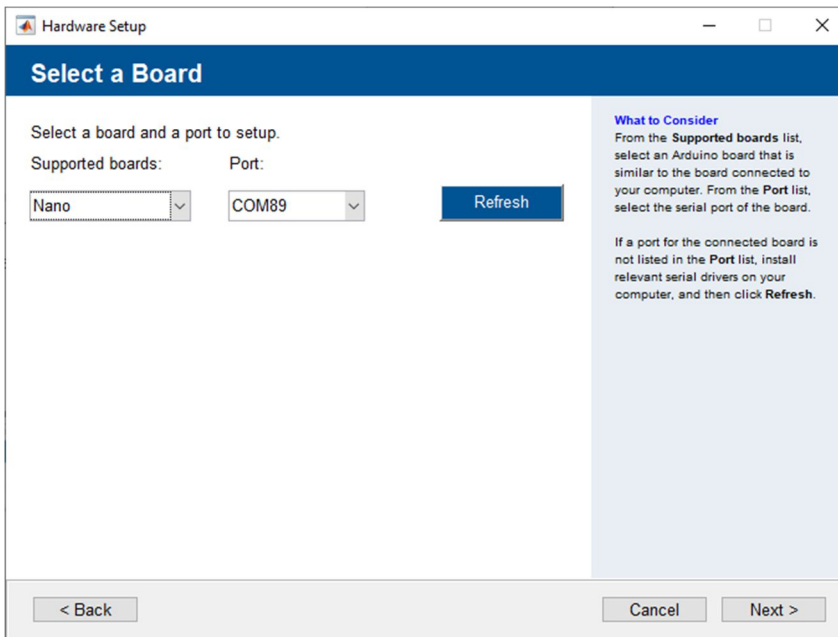 Hardware Setup
Select a Board
Select a board and a port to setup.
Supported boards: Port:
Nano COM89 Refresh
What to Consider
From the Supported boards list,
select an Arduino board that is
similar to the board connected to
your computer. From the Port list,
select the serial port of the board.
If a port for the connected board is
not listed in the Port list, install
relevant serial drivers on your
computer, and then click Refresh.
< Back Cancel Next >